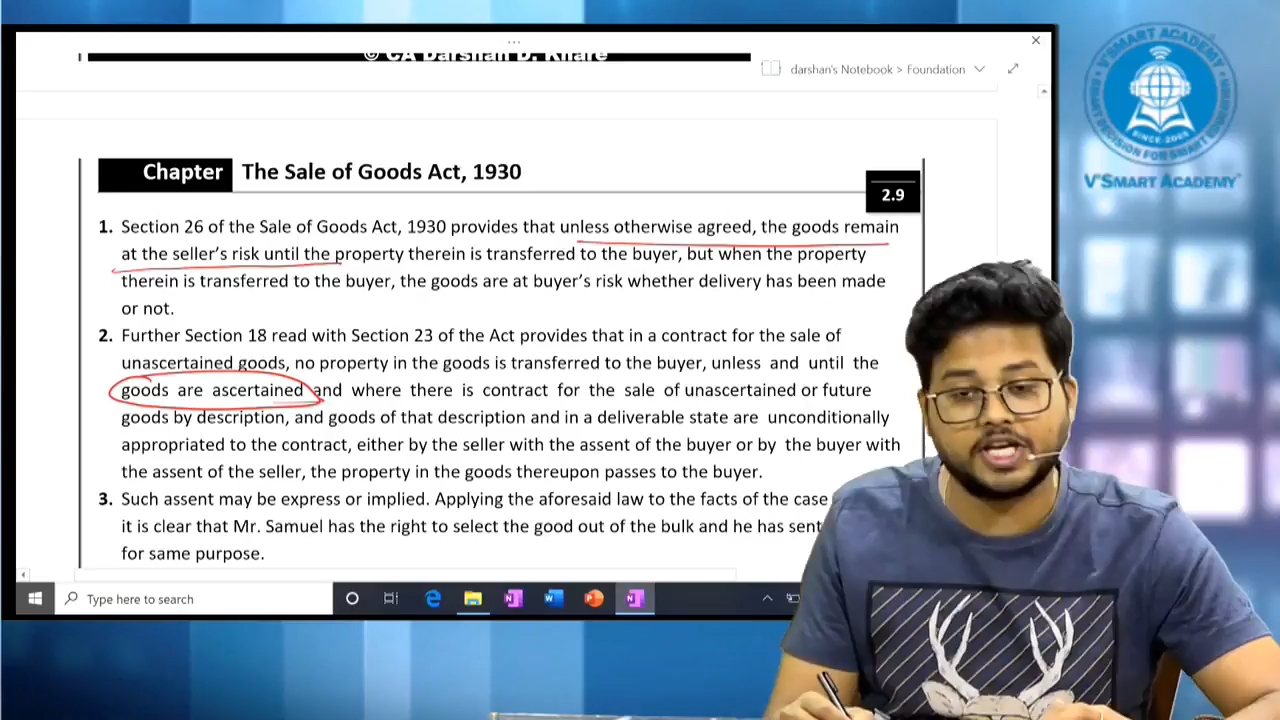 © CA Darshan D. Khare
darshan's Notebook > Foundation
Chapter The Sale of Goods Act, 1930
2.9
1. Section 26 of the Sale of Goods Act, 1930 provides that unless otherwise agreed, the goods remain
at the seller's risk until the property therein is transferred to the buyer, but when the property
therein is transferred to the buyer, the goods are at buyer's risk whether delivery has been made
or not.
2. Further Section 18 read with Section 23 of the Act provides that in a contract for the sale of
unascertained goods, no property in the goods is transferred to the buyer, unless and until the
goods are ascertained and where there is contract for the sale of unascertained or future
goods by description, and goods of that description and in a deliverable state are unconditionally
appropriated to the contract, either by the seller with the assent of the buyer or by the buyer with
the assent of the seller, the property in the goods thereupon passes to the buyer.
3. Such assent may be express or implied. Applying the aforesaid law to the facts of the case
it is clear that Mr. Samuel has the right to select the good out of the bulk and he has sent
for same purpose.
Type here to search
V'SMART ACADEMY
SINCE-2005
V'SMART ACADEMY